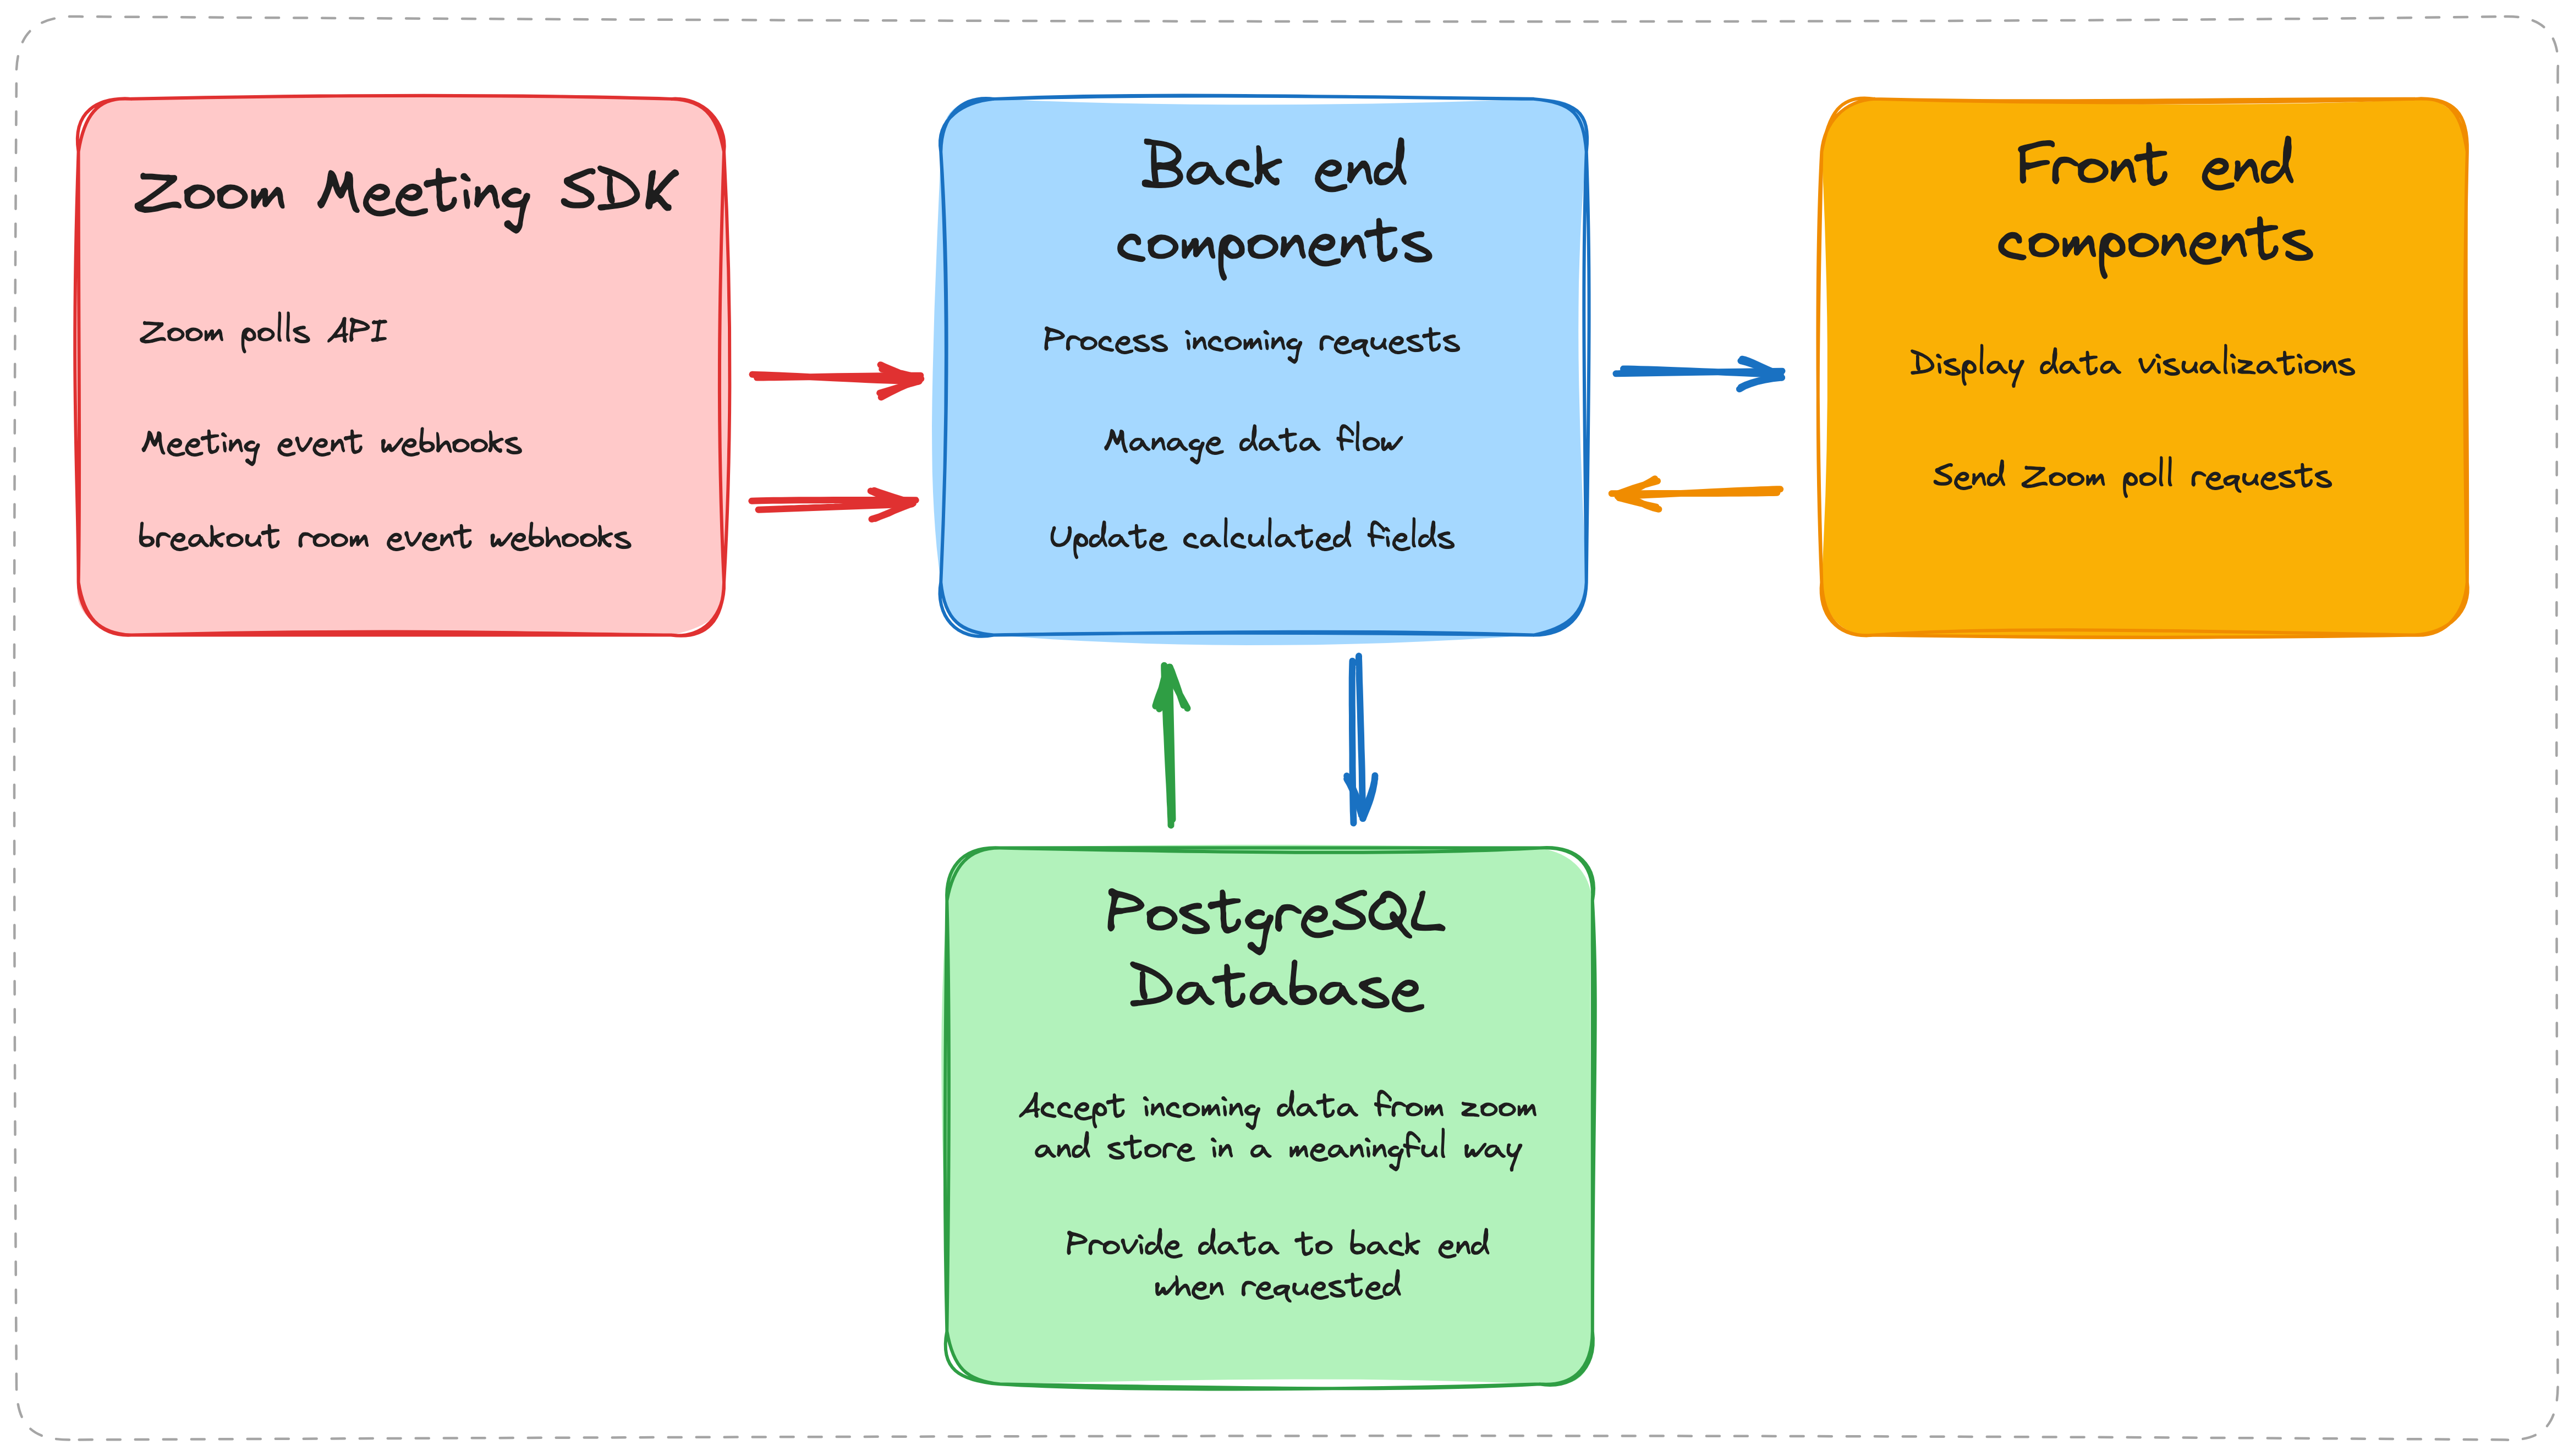 Zoom Meeting SDK
Zoom polls API
Meeting event webhooks
breakout room event webhooks
Back end
components
Process incoming requests
Manage data flow
Update calculated fields
Front end
components
Display data visualizations
Send Zoom poll requests
PostgreSQL
Database
Accept incoming data from zoom
and store in a meaningful way
Provide data to back end
when requested